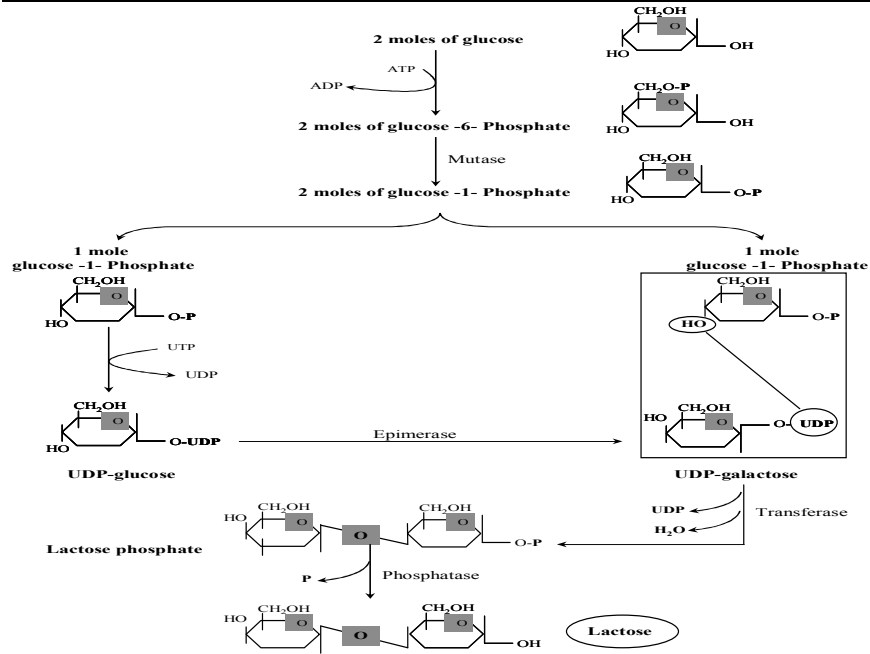 CH2OH
O
2 moles of glucose
HO
OH
ATP
ADP
CH2O-P
O
HO
OH
2 moles of glucose -6- Phosphate
Mutase
CH2OH
O
2 moles of glucose -1- Phosphate
HO
O-P
1 mole
glucose -1- Phosphate
CH2OH
O
HO
O-P
1 mole
glucose -1- Phosphate
CH2OH
O
HO
O-P
UTP
UDP
CH2OH
O
HO
O-UDP
UDP-glucose
Epimerase
HO
CH2OH
O
O-
UDP
UDP-galactose
UDP
H2O
Transferase
Lactose phosphate
HO
CH2OH
O
O
CH2OH
O
O-P
P
Phosphatase
HO
CH2OH
O
O
CH2OH
O
OH
Lactose